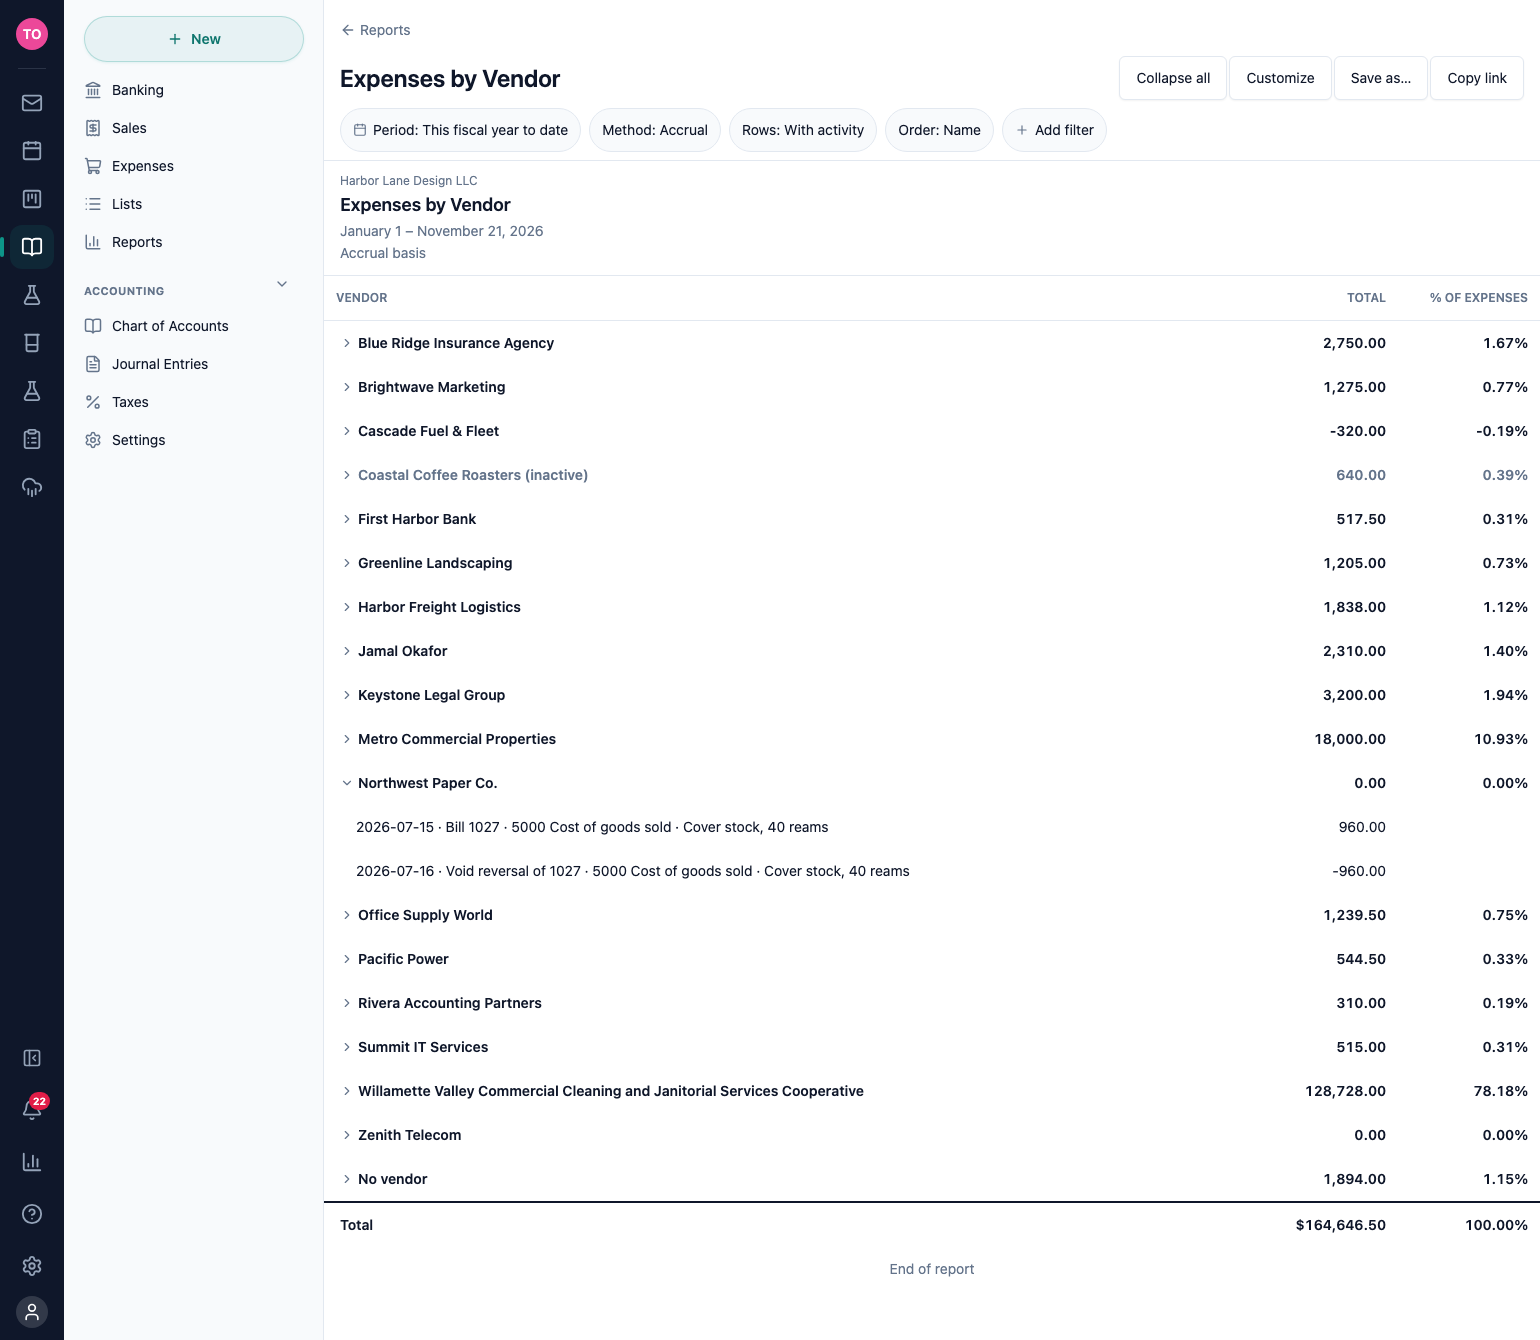 TO
New
Banking
Sales
Expenses
Lists
Reports
ACCOUNTING
Chart of Accounts
Journal Entries
Taxes
Settings
22
Reports
Expenses by Vendor
Collapse all
Customize
Save as...
Copy link
Period: This fiscal year to date
Method: Accrual
Rows: With activity
Order: Name
Add filter
Harbor Lane Design LLC
Expenses by Vendor
January 1 – November 21, 2026
Accrual basis
VENDOR TOTAL % OF EXPENSES
Blue Ridge Insurance Agency 2,750.00 1.67%
Brightwave Marketing 1,275.00 0.77%
Cascade Fuel & Fleet -320.00 -0.19%
Coastal Coffee Roasters (inactive) 640.00 0.39%
First Harbor Bank 517.50 0.31%
Greenline Landscaping 1,205.00 0.73%
Harbor Freight Logistics 1,838.00 1.12%
Jamal Okafor 2,310.00 1.40%
Keystone Legal Group 3,200.00 1.94%
Metro Commercial Properties 18,000.00 10.93%
Northwest Paper Co. 0.00 0.00%
2026-07-15 · Bill 1027 · 5000 Cost of goods sold · Cover stock, 40 reams 960.00
2026-07-16 · Void reversal of 1027 · 5000 Cost of goods sold · Cover stock, 40 reams -960.00
Office Supply World 1,239.50 0.75%
Pacific Power 544.50 0.33%
Rivera Accounting Partners 310.00 0.19%
Summit IT Services 515.00 0.31%
Willamette Valley Commercial Cleaning and Janitorial Services Cooperative 128,728.00 78.18%
Zenith Telecom 0.00 0.00%
No vendor 1,894.00 1.15%
Total $164,646.50 100.00%
End of report